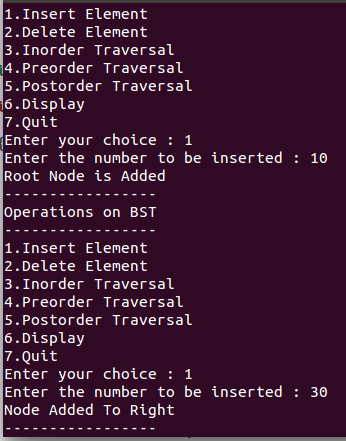 1.Insert Element
2.Delete Element
3.Inorder Traversal
4.Preorder Traversal
5.Postorder Traversal
6.Display
7.Quit
Enter your choice : 1
Enter the number to be inserted : 10
Root Node is Added
-----------------
Operations on BST
-----------------
1.Insert Element
2.Delete Element
3.Inorder Traversal
4.Preorder Traversal
5.Postorder Traversal
6.Display
7.Quit
Enter your choice : 1
Enter the number to be inserted : 30
Node Added To Right
-----------------